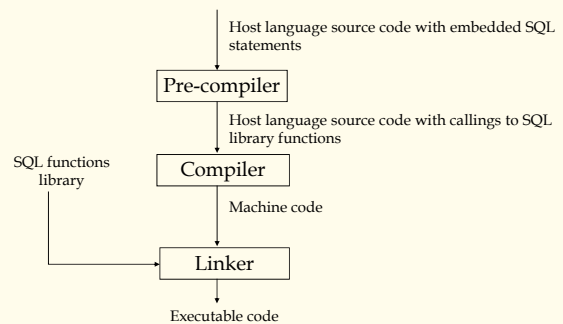 Host language source code with embedded SQL
statements
Pre-compiler
Host language source code with callings to SQL
library functions
SQL functions
library
Compiler
Machine code
Linker
Executable code